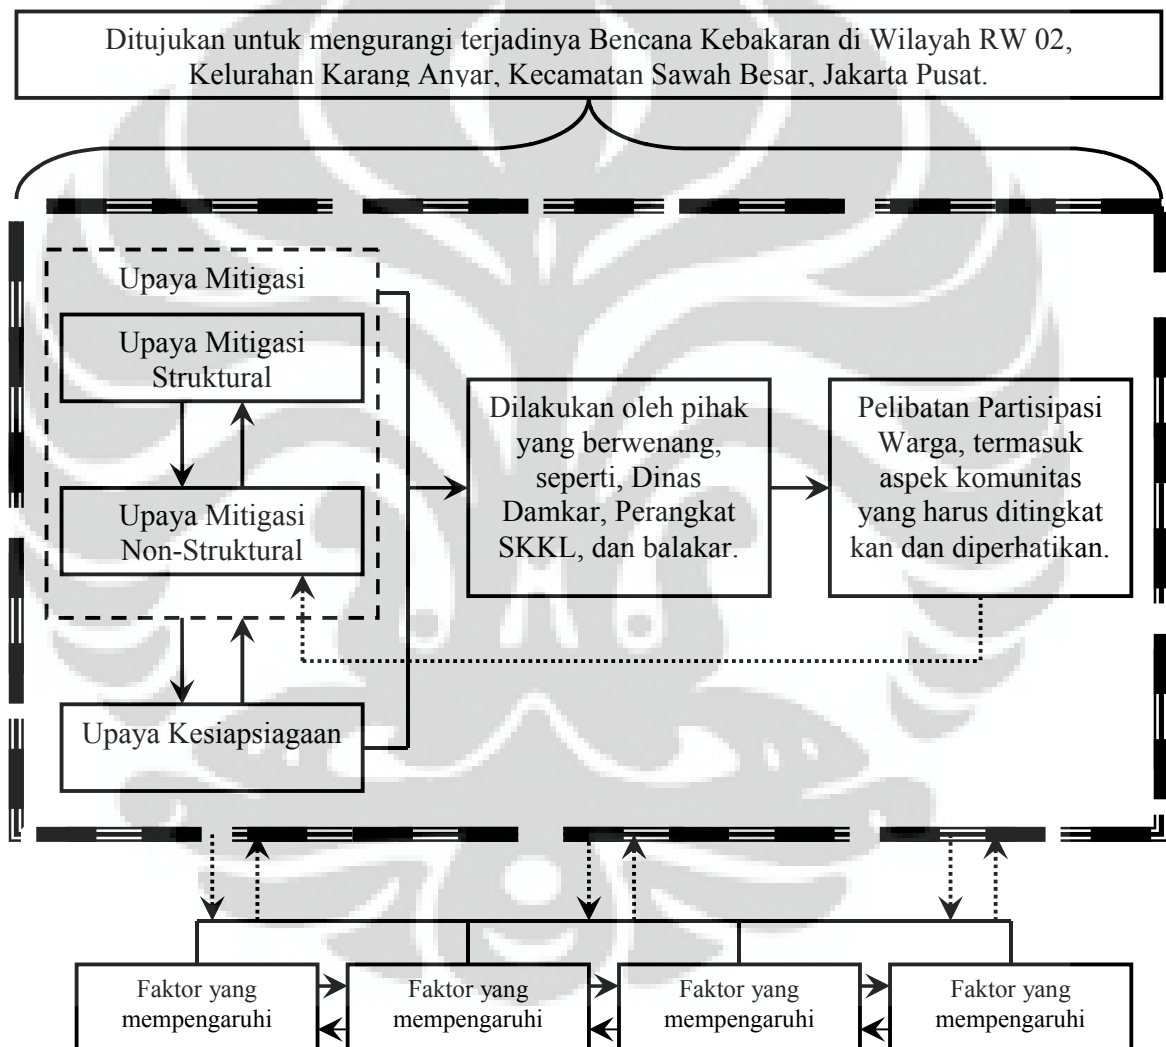 Ditujukan untuk mengurangi terjadinya Bencana Kebakaran di Wilayah RW 02,
Kelurahan Karang Anyar, Kecamatan Sawah Besar, Jakarta Pusat.
Upaya Mitigasi
Upaya Mitigasi
Struktural
Upaya Mitigasi
Non-Struktural
Upaya Kesiapsiagaan
Dilakukan oleh pihak
yang berwenang,
seperti, Dinas
Damkar, Perangkat
SKKL, dan balakar.
Pelibatan Partisipasi
Warga, termasuk
aspek komunitas
yang harus ditingkat
kan dan diperhatikan.
Faktor yang
mempengaruhi
Faktor yang
mempengaruhi
Faktor yang
mempengaruhi
Faktor yang
mempengaruhi